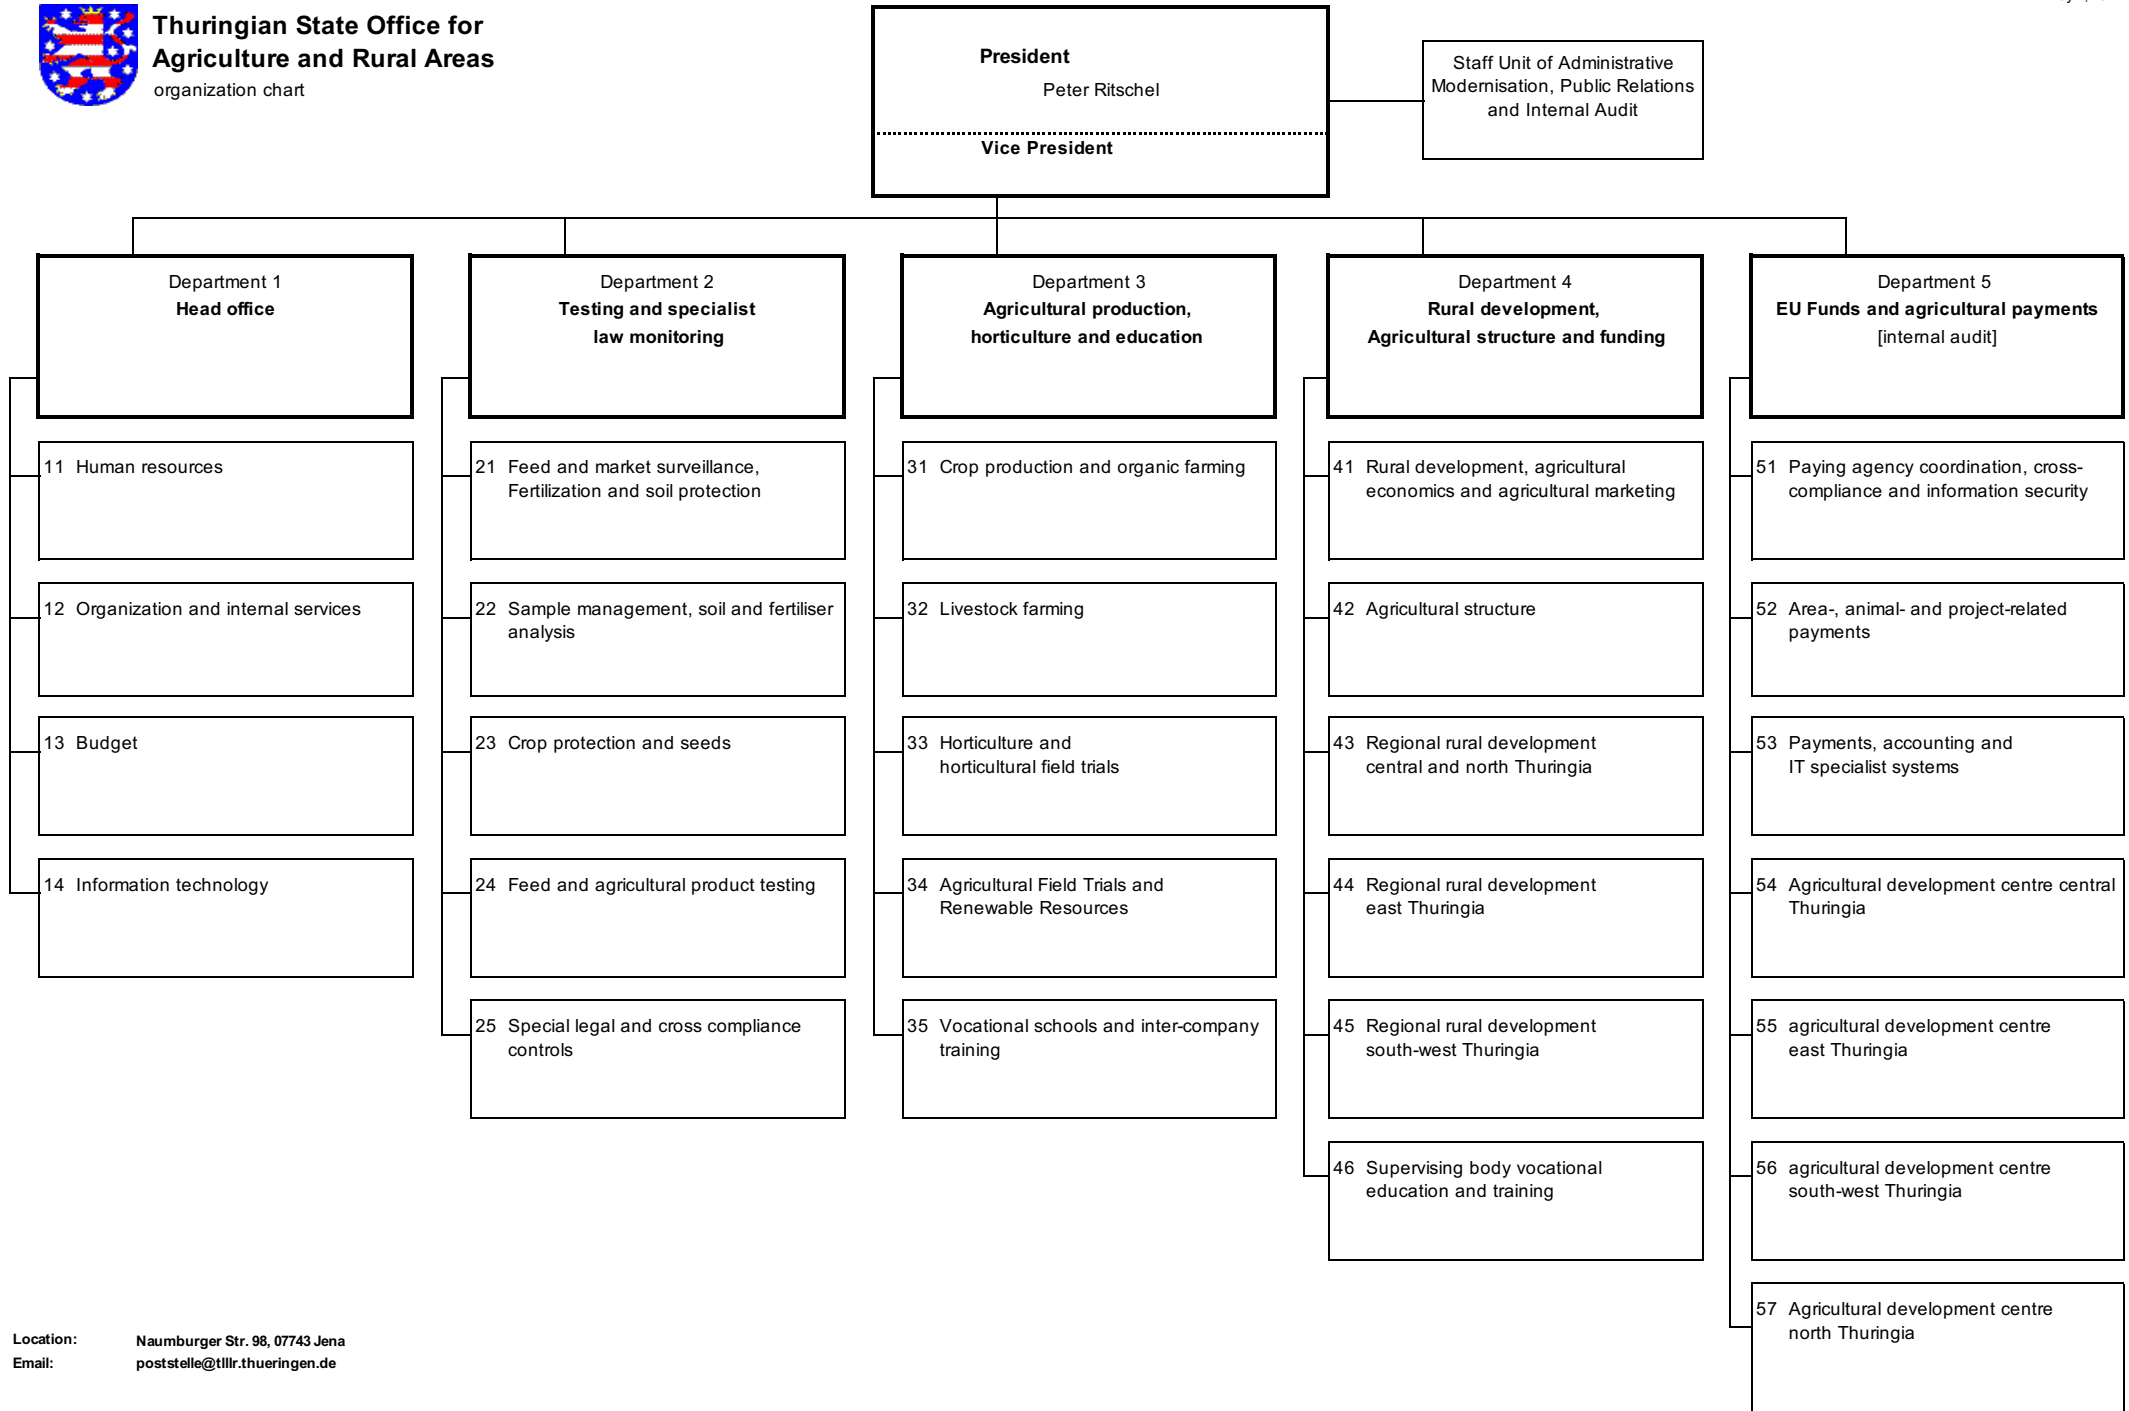 Thuringian State Office for
Agriculture and Rural Areas
organization chart
President
Peter Ritschel
Vice President
Staff Unit of Administrative
Modernisation, Public Relations
and Internal Audit
Department 1
Head office
11 Human resources
12 Organization and internal services
13 Budget
14 Information technology
Department 2
Testing and specialist
law monitoring
21 Feed and market surveillance,
Fertilization and soil protection
22 Sample management, soil and fertiliser
analysis
23 Crop protection and seeds
24 Feed and agricultural product testing
25 Special legal and cross compliance
controls
Department 3
Agricultural production,
horticulture and education
31 Crop production and organic farming
32 Livestock farming
33 Horticulture and
horticultural field trials
34 Agricultural Field Trials and
Renewable Resources
35 Vocational schools and inter-company
training
Department 4
Rural development,
Agricultural structure and funding
41 Rural development, agricultural
economics and agricultural marketing
42 Agricultural structure
43 Regional rural development
central and north Thuringia
44 Regional rural development
east Thuringia
45 Regional rural development
south-west Thuringia
46 Supervising body vocational
education and training
Department 5
EU Funds and agricultural payments
[internal audit]
51 Paying agency coordination, cross-
compliance and information security
52 Area-, animal- and project-related
payments
53 Payments, accounting and
IT specialist systems
54 Agricultural development centre central
Thuringia
55 agricultural development centre
east Thuringia
56 agricultural development centre
south-west Thuringia
57 Agricultural development centre
north Thuringia
Location: Naumburger Str. 98, 07743 Jena
Email: poststelle@tlllr.thueringen.de